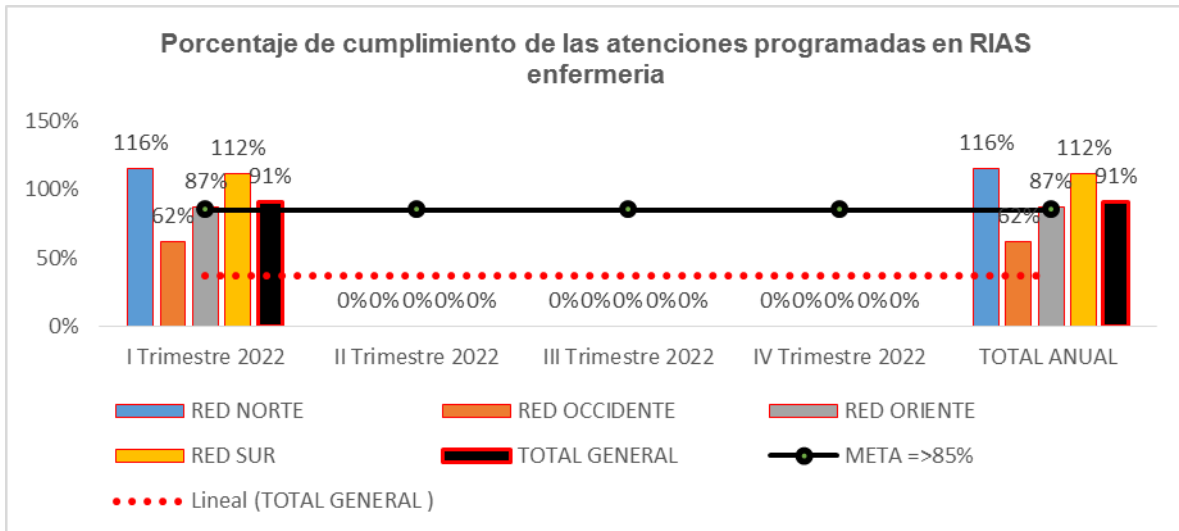 Porcentaje de cumplimiento de las atenciones programadas en RIAS
enfermeria
150%
100%
50%
0%
116%
62%
87%
112%
91%
0%0%0%0%0%
0%0%0%0%0%
0%0%0%0%0%
116%
62%
87%
112%
91%
I Trimestre 2022 II Trimestre 2022 III Trimestre 2022 IV Trimestre 2022 TOTAL ANUAL
RED NORTE RED OCCIDENTE RED ORIENTE
RED SUR TOTAL GENERAL META =>85%
Lineal (TOTAL GENERAL )